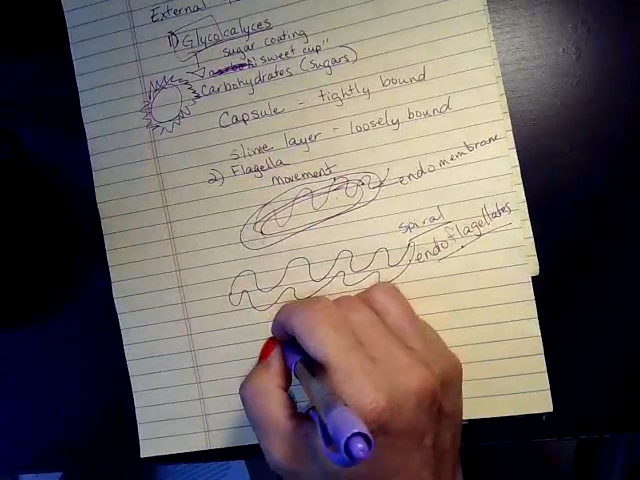 External
1) Glycocalyces
sugar coating
"sweet cup"
Carbohydrates (sugars)
Capsule - tightly bound
Slime layer - loosely bound
2) Flagella
movement
endomembrane
spiral
endoflagellates